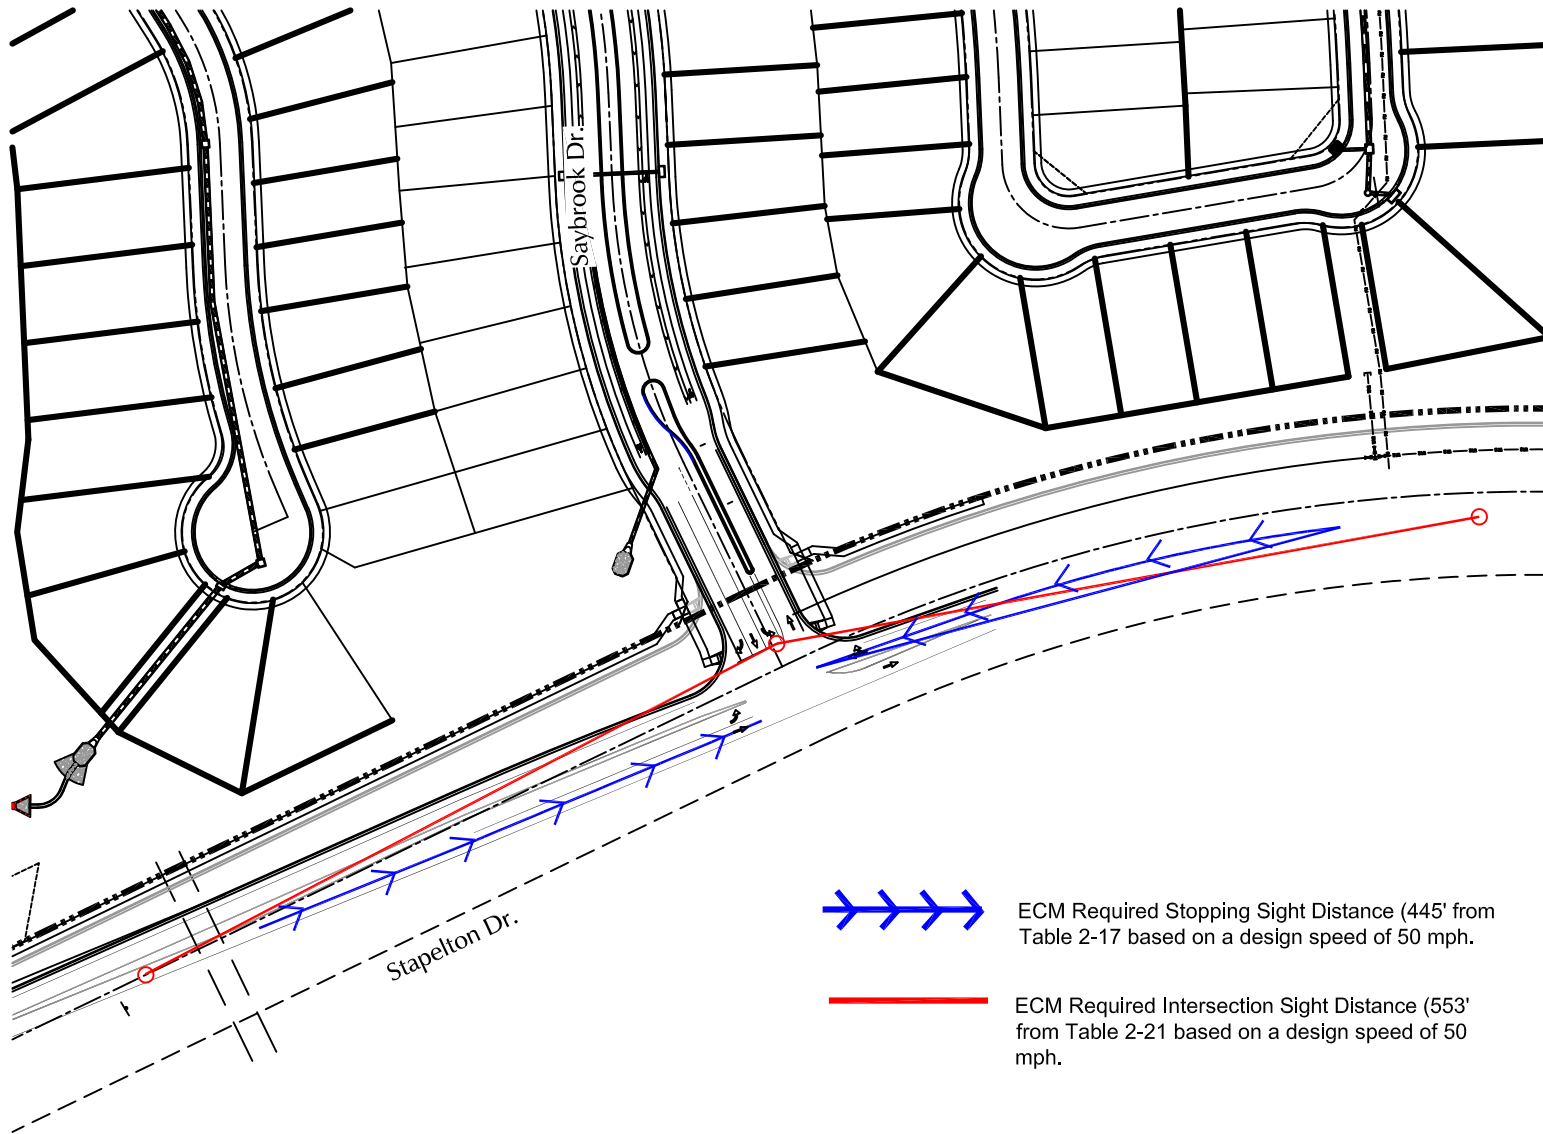 Saybrook Dr.
Stapelton Dr.
ECM Required Stopping Sight Distance (445' from
Table 2-17 based on a design speed of 50 mph.
ECM Required Intersection Sight Distance (553'
from Table 2-21 based on a design speed of 50
mph.